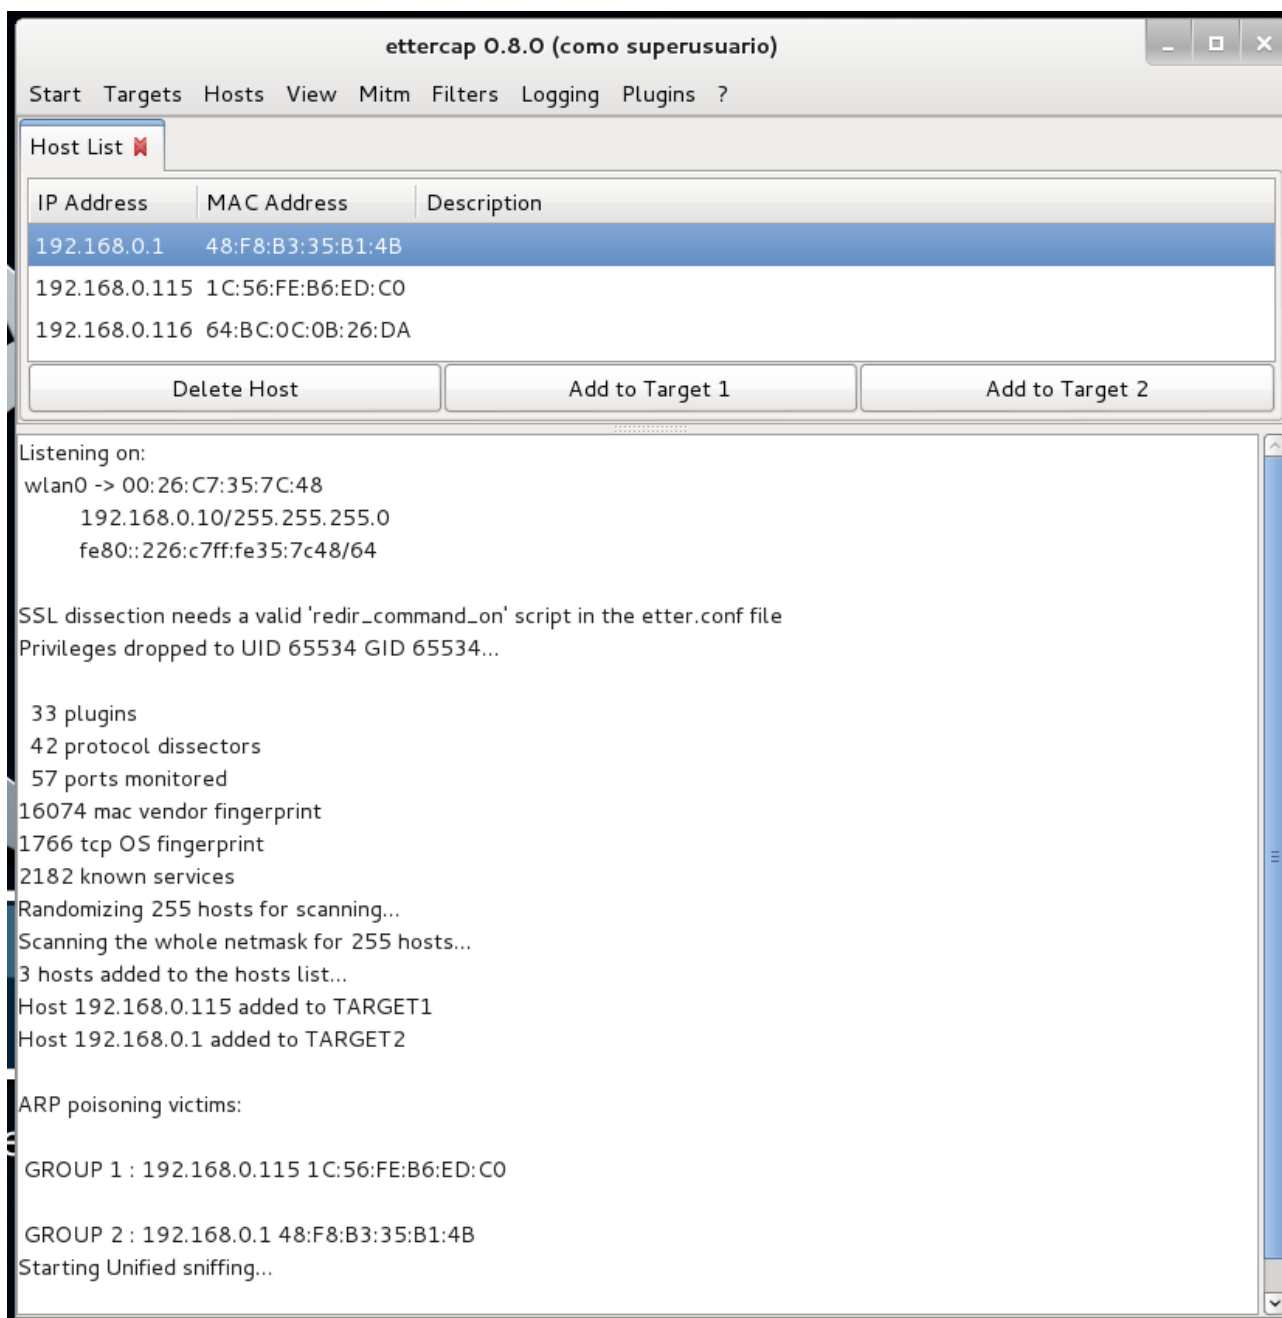 ettercap 0.8.0 (como superusuario)
Start Targets Hosts View Mitm Filters Logging Plugins ?
Host List
IP Address MAC Address Description
192.168.0.1 48:F8:B3:35:B1:4B
192.168.0.115 1C:56:FE:B6:ED:C0
192.168.0.116 64:BC:0C:0B:26:DA
Delete Host Add to Target 1 Add to Target 2
Listening on:
wlan0 -> 00:26:C7:35:7C:48
192.168.0.10/255.255.255.0
fe80::226:c7ff:fe35:7c48/64
SSL dissection needs a valid 'redir_command_on' script in the etter.conf file
Privileges dropped to UID 65534 GID 65534...
33 plugins
42 protocol dissectors
57 ports monitored
16074 mac vendor fingerprint
1766 tcp OS fingerprint
2182 known services
Randomizing 255 hosts for scanning...
Scanning the whole netmask for 255 hosts...
3 hosts added to the hosts list...
Host 192.168.0.115 added to TARGET1
Host 192.168.0.1 added to TARGET2
ARP poisoning victims:
GROUP 1 : 192.168.0.115 1C:56:FE:B6:ED:C0
GROUP 2 : 192.168.0.1 48:F8:B3:35:B1:4B
Starting Unified sniffing...